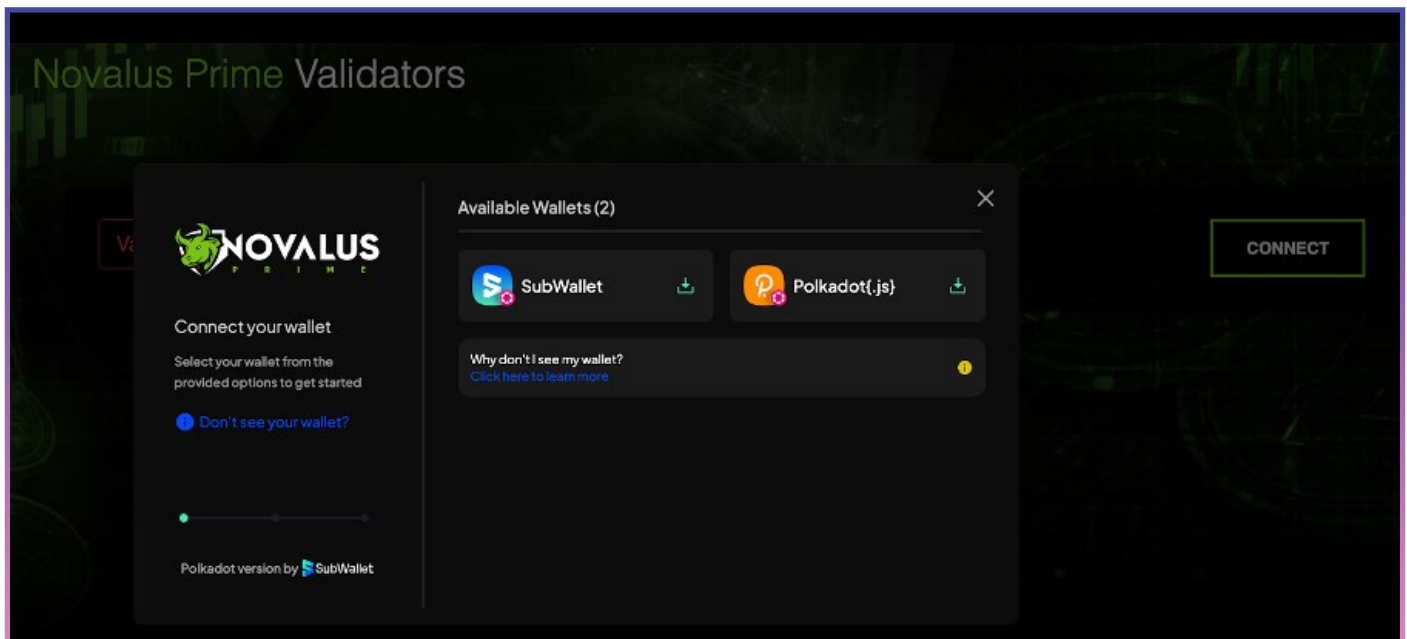 Novalus Prime Validators
NOVALUS
PRIME
Connect your wallet
Select your wallet from the
provided options to get started
Don't see your wallet?
Polkadot version by SubWallet
Available Wallets (2)
SubWallet
Polkadot{.js}
Why don't I see my wallet?
Click here to learn more
CONNECT